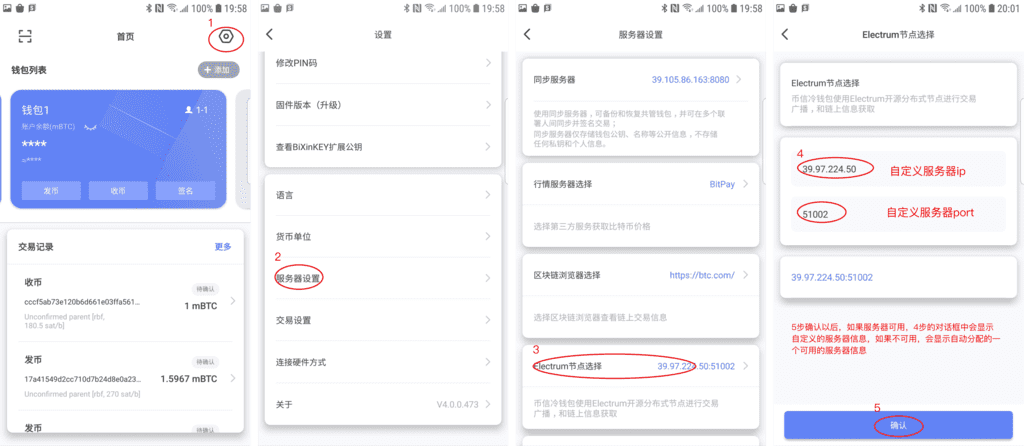 100% 19:58
1
首页
钱包列表
+ 添加
钱包1
1-1
账户余额(mBTC)
****
≈****
发币
收币
签名
交易记录
更多
收币
待确认
cccf5ab73e120b6d661e03ffa561...
1 mBTC
Unconfirmed parent [rbf,
180.5 sat/b]
发币
待确认
17a41549d2cc710d7b24d8e0a23...
1.5967 mBTC
Unconfirmed [rbf, 270 sat/b]
发币
待确认
100% 19:58
设置
修改PIN码
固件版本（升级）
查看BiXinKEY扩展公钥
语言
货币单位
2
服务器设置
交易设置
连接硬件方式
关于
V4.0.0.473
100% 19:58
服务器设置
同步服务器
39.105.86.163:8080
使用同步服务器，可备份和恢复共管钱包，并可在多个联
署人间同步并签名交易；
同步服务器仅存储钱包公钥、名称等公开信息，不存储
任何私钥和个人信息。
行情服务器选择
BitPay
选择第三方服务获取比特币价格
区块链浏览器选择
https://btc.com/
选择区块链浏览器查看链上交易信息
3
Electrum节点选择
39.97.224.50:51002
币信冷钱包使用Electrum开源分布式节点进行交易
广播，和链上信息获取
100% 20:01
Electrum节点选择
Electrum节点选择
币信冷钱包使用Electrum开源分布式节点进行交易
广播，和链上信息获取
4
39.97.224.50
自定义服务器ip
51002
自定义服务器port
39.97.224.50:51002
5步确认以后，如果服务器可用，4步的对话框中会显示
自定义的服务器信息，如果不可用，会显示自动分配的一
个可用的服务器信息
5
确认